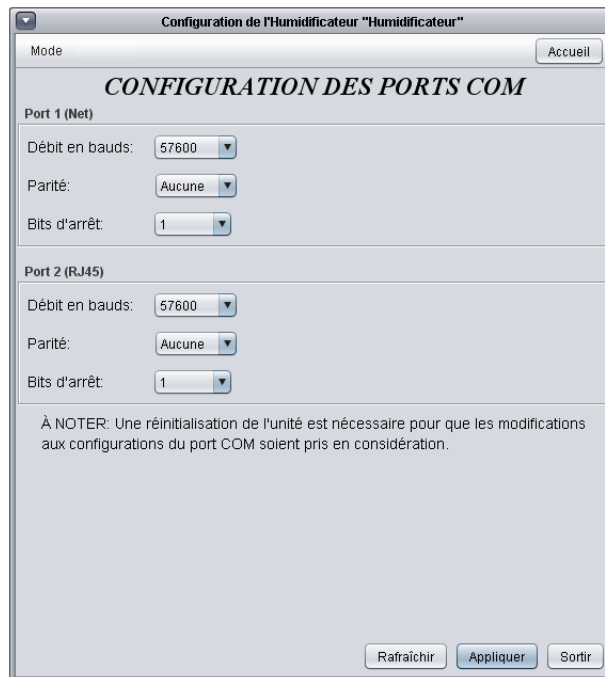 Configuration de l'Humidificateur "Humidificateur"
Mode
Accueil
CONFIGURATION DES PORTS COM
Port 1 (Net)
Débit en bauds: 57600
Parité: Aucune
Bits d'arrêt: 1
Port 2 (RJ45)
Débit en bauds: 57600
Parité: Aucune
Bits d'arrêt: 1
À NOTER: Une réinitialisation de l'unité est nécessaire pour que les modifications
aux configurations du port COM soient pris en considération.
Rafraîchir Appliquer Sortir